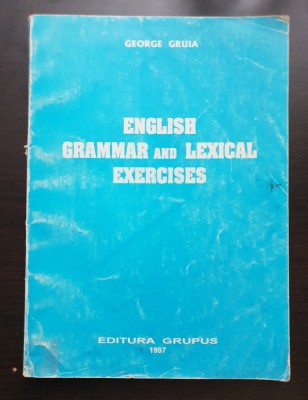 GEORGE GRUIA
ENGLISH
GRAMMAR AND LEXICAL
EXERCISES
EDITURA GRUPUS
1997